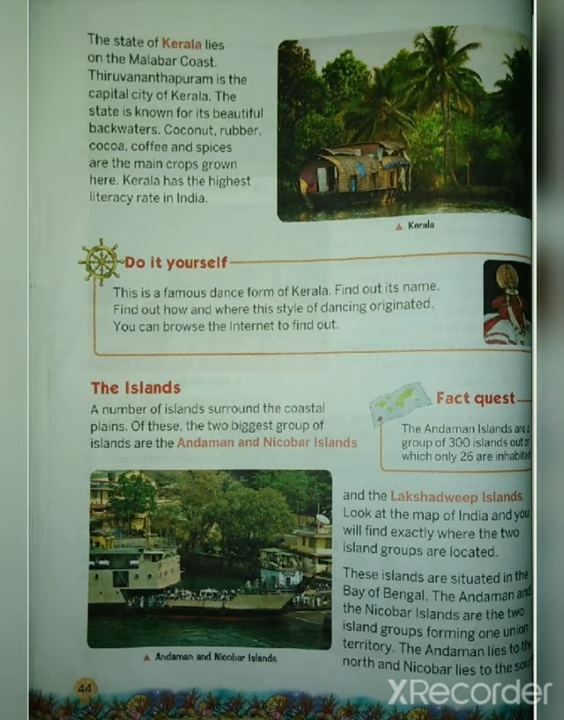 The state of Kerala lies
on the Malabar Coast.
Thiruvananthapuram is the
capital city of Kerala. The
state is known for its beautiful
backwaters. Coconut, rubber,
cocoa, coffee and spices
are the main crops grown
here. Kerala has the highest
literacy rate in India.
▲ Kerala
Do it yourself
This is a famous dance form of Kerala. Find out its name.
Find out how and where this style of dancing originated.
You can browse the Internet to find out.
The Islands
A number of islands surround the coastal
plains. Of these, the two biggest group of
islands are the Andaman and Nicobar Islands
Fact quest
The Andaman Islands are a
group of 300 islands out o
which only 26 are inhabite
and the Lakshadweep Islands.
Look at the map of India and you
will find exactly where the two
island groups are located.
These islands are situated in the
Bay of Bengal. The Andaman and
the Nicobar Islands are the two
island groups forming one union
territory. The Andaman lies to th
north and Nicobar lies to the sou
▲ Andaman and Nicobar Islands
44
XRecorder